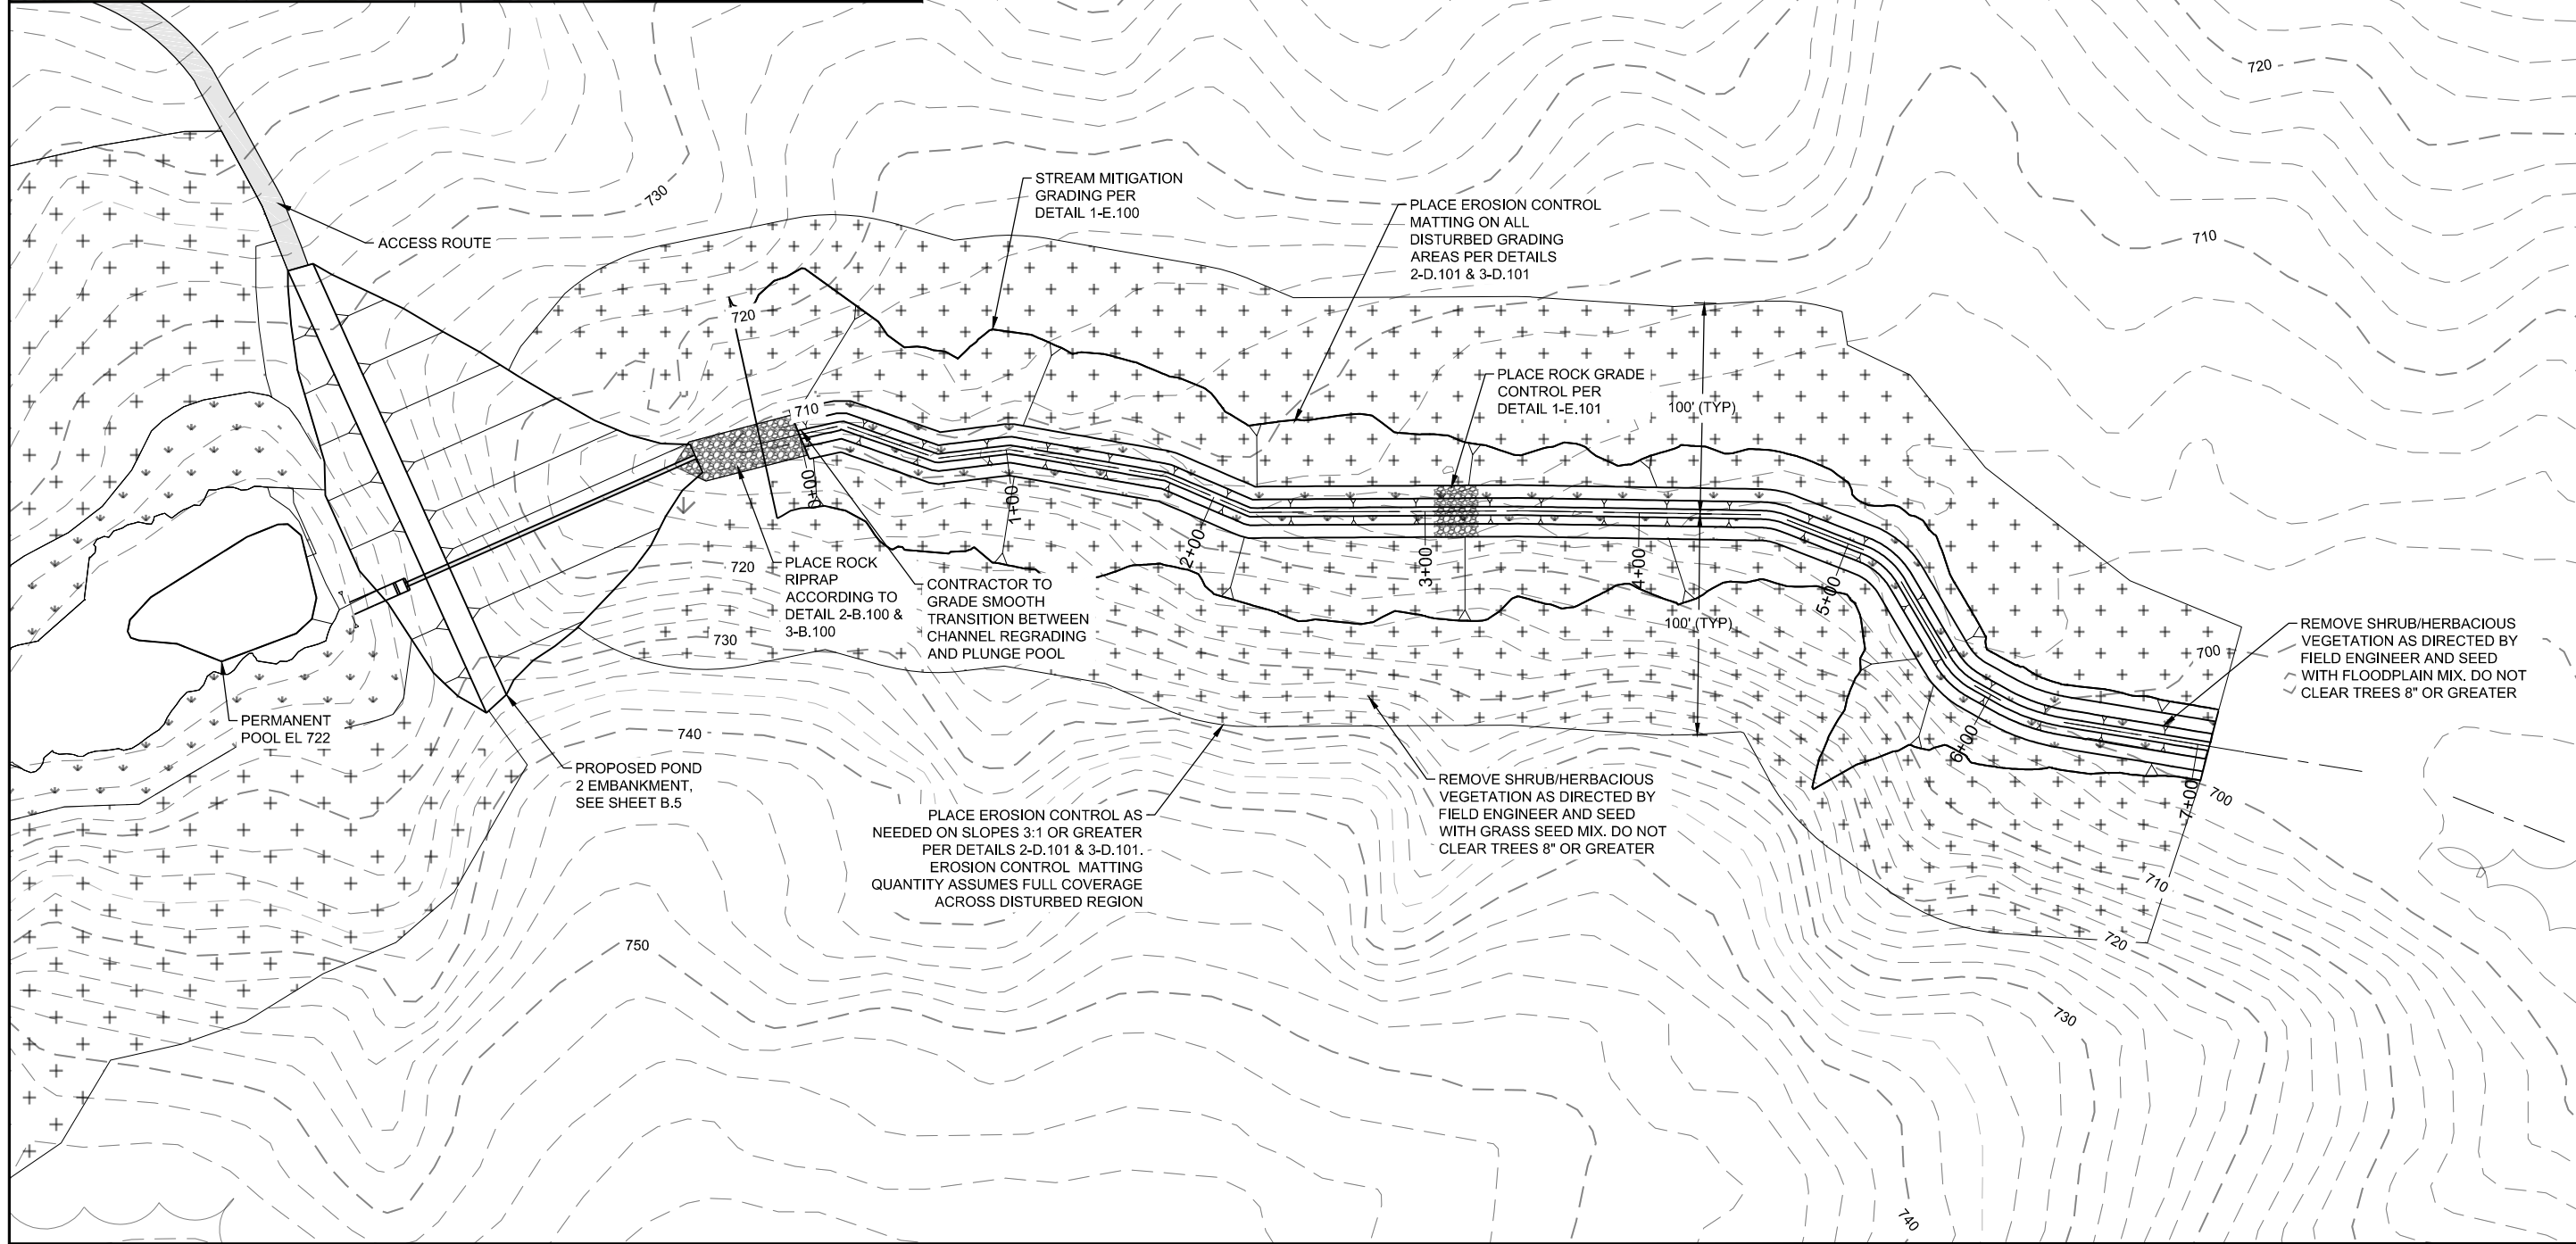 720
710
730
STREAM MITIGATION
GRADING PER
DETAIL 1-E.100
PLACE EROSION CONTROL
MATTING ON ALL
DISTURBED GRADING
AREAS PER DETAILS
2-D.101 & 3-D.101
ACCESS ROUTE
720
710
PLACE ROCK GRADE
CONTROL PER
DETAIL 1-E.101
100' (TYP)
0+00
1+00
2+00
3+00
4+00
5+00
6+00
7+00
100' (TYP)
720
730
PLACE ROCK
RIPRAP
ACCORDING TO
DETAIL 2-B.100 &
3-B.100
CONTRACTOR TO
GRADE SMOOTH
TRANSITION BETWEEN
CHANNEL REGRADING
AND PLUNGE POOL
700
REMOVE SHRUB/HERBACIOUS
VEGETATION AS DIRECTED BY
FIELD ENGINEER AND SEED
WITH FLOODPLAIN MIX. DO NOT
CLEAR TREES 8" OR GREATER
PERMANENT
POOL EL 722
740
PROPOSED POND
2 EMBANKMENT,
SEE SHEET B.5
PLACE EROSION CONTROL AS
NEEDED ON SLOPES 3:1 OR GREATER
PER DETAILS 2-D.101 & 3-D.101.
EROSION CONTROL MATTING
QUANTITY ASSUMES FULL COVERAGE
ACROSS DISTURBED REGION
REMOVE SHRUB/HERBACIOUS
VEGETATION AS DIRECTED BY
FIELD ENGINEER AND SEED
WITH GRASS SEED MIX. DO NOT
CLEAR TREES 8" OR GREATER
700
710
720
750
730
740